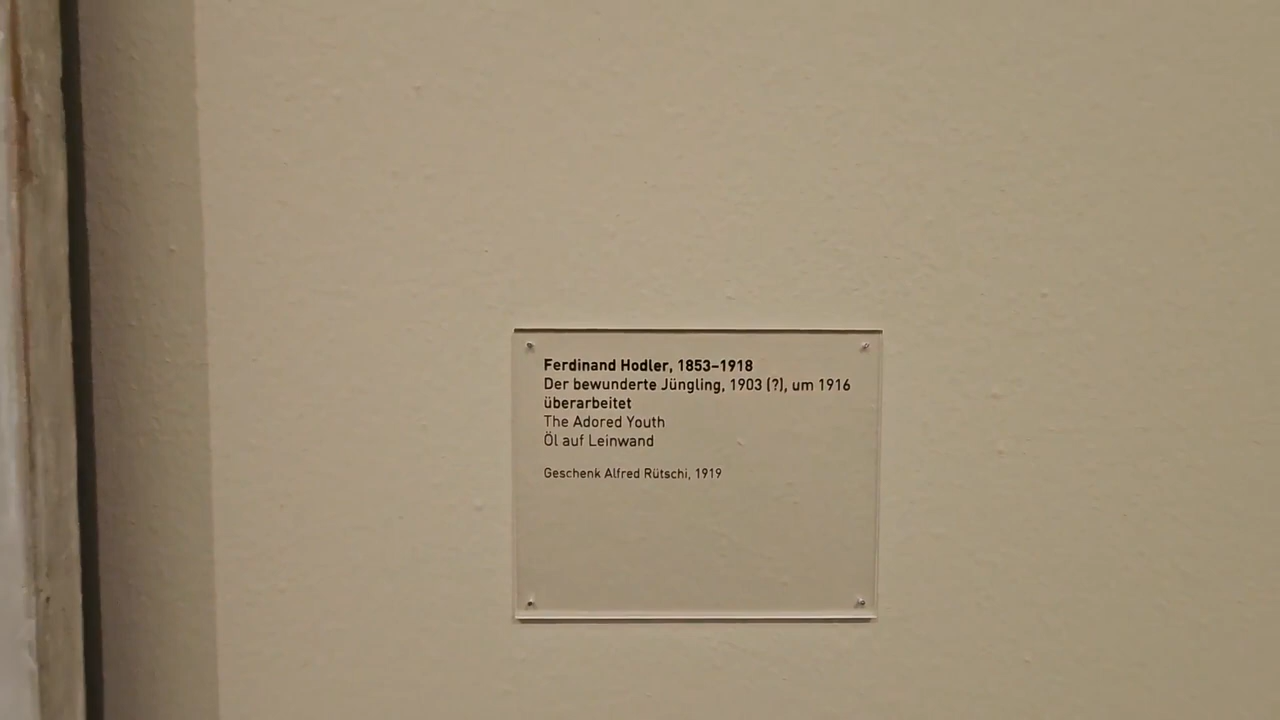 Ferdinand Hodler, 1853–1918
Der bewunderte Jüngling, 1903 (?), um 1916
überarbeitet
The Adored Youth
Öl auf Leinwand
Geschenk Alfred Rütschi, 1919